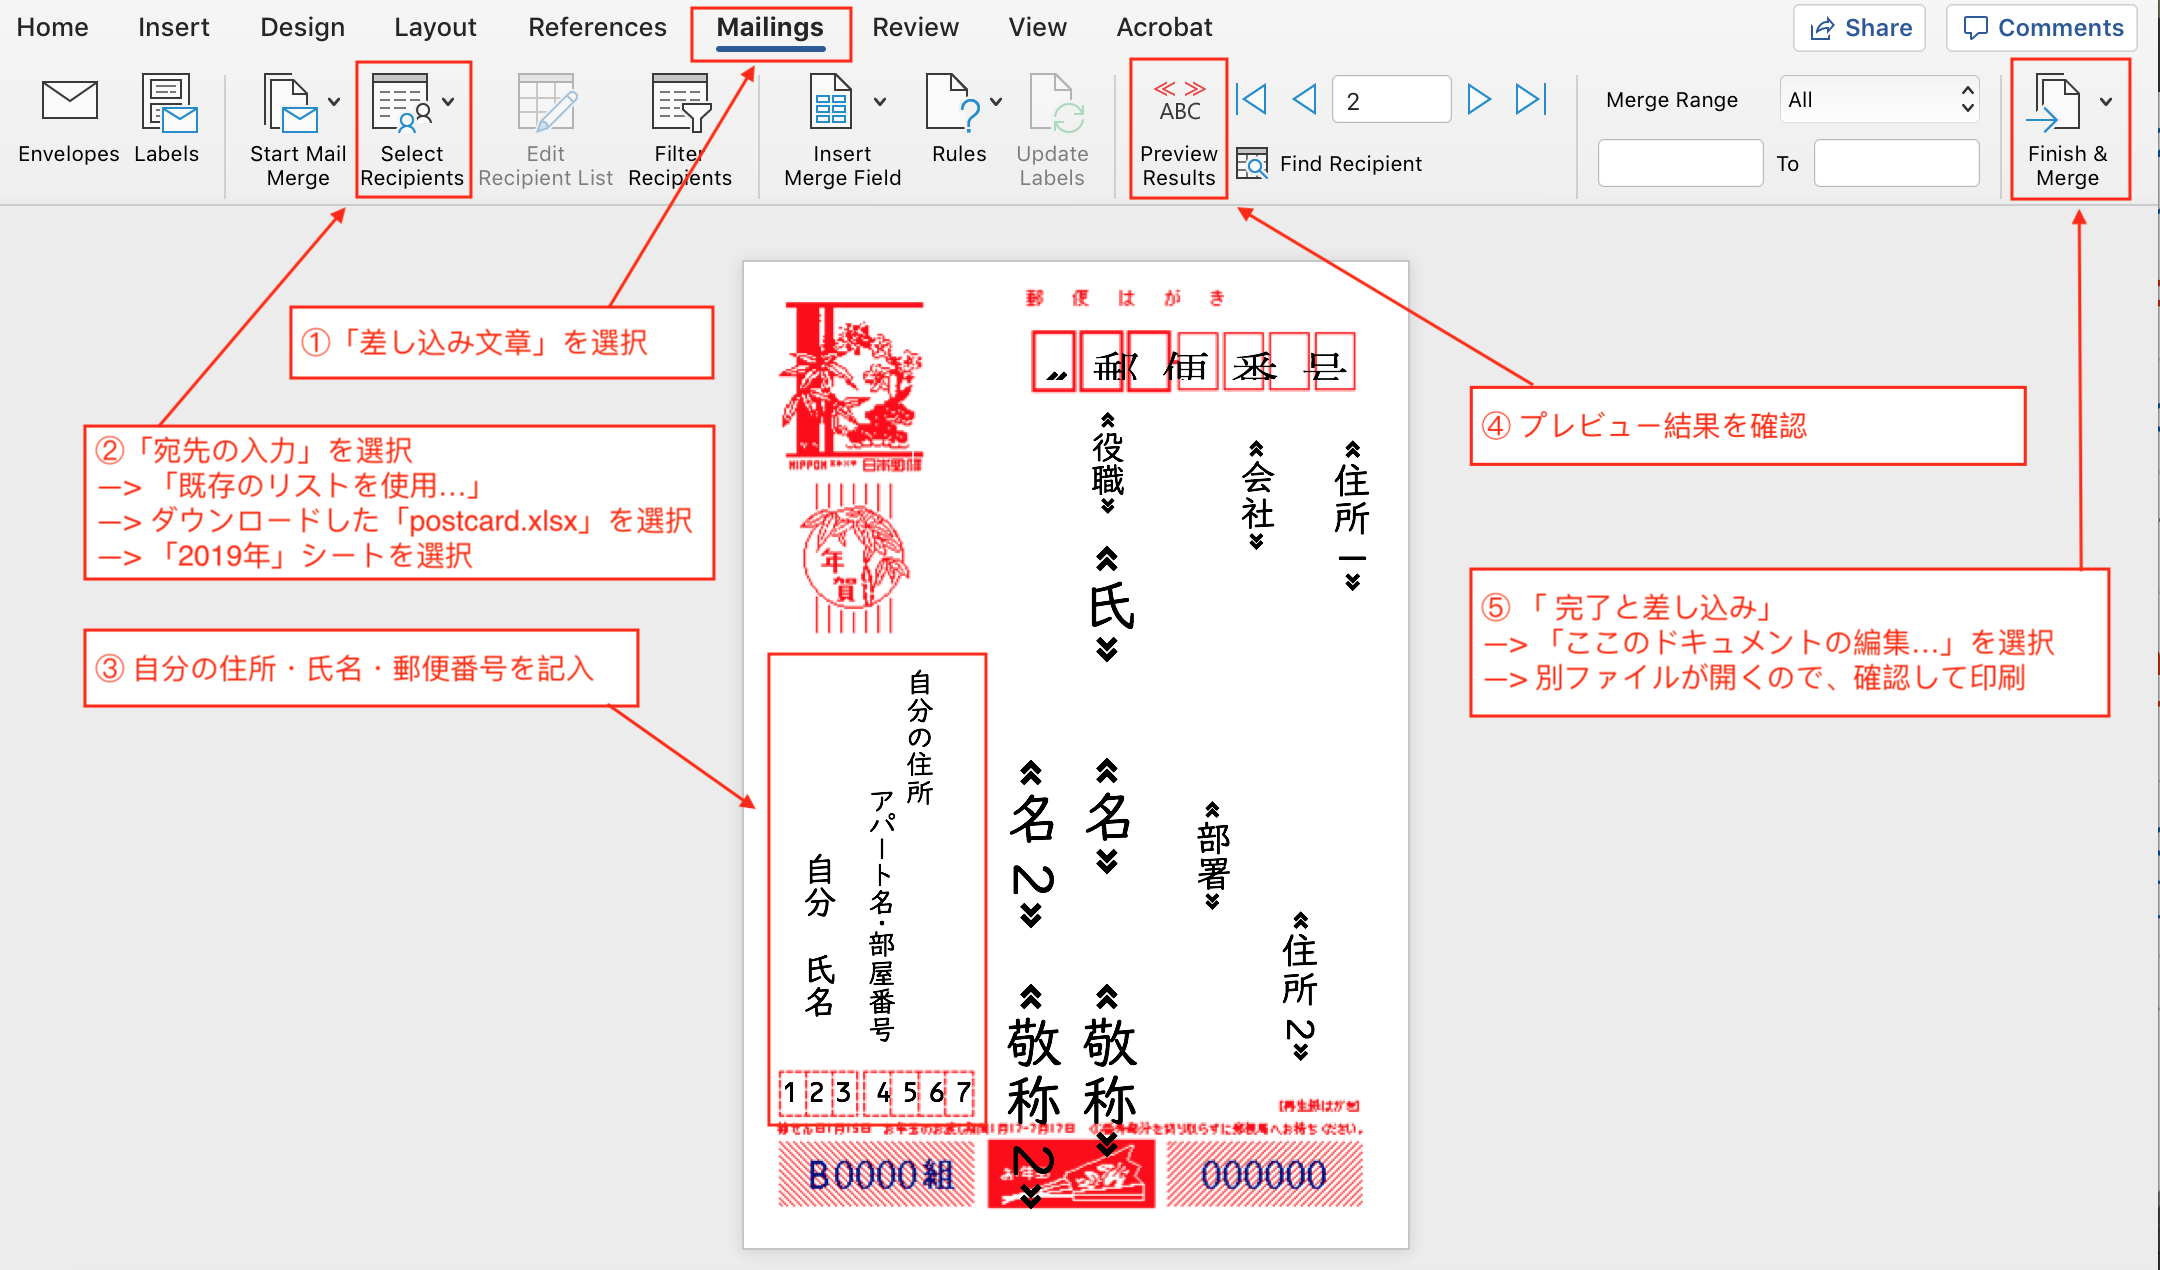 Home Insert Design Layout References Mailings Review View Acrobat Share Comments
Envelopes
Labels
Start Mail
Merge
Select
Recipients
Edit
Recipient List
Filter
Recipients
Insert
Merge Field
Rules
Update
Labels
ABC
Preview
Results
2
Find Recipient
Merge Range
All
To
Finish &
Merge
①「差し込み文章」を選択
②「宛先の入力」を選択
—> 「既存のリストを使用…」
—> ダウンロードした「postcard.xlsx」を選択
—> 「2019年」シートを選択
③ 自分の住所・氏名・郵便番号を記入
④ プレビュー結果を確認
⑤ 「 完了と差し込み」
—> 「ここのドキュメントの編集…」を選択
—> 別ファイルが開くので、確認して印刷
郵便はがき
郵便番号
NIPPON
日本郵便
年賀
《住所一》
《住所2》
《会社》
《部署》
《役職》
《氏》
《名》
《敬称》
《名2》
《敬称2》
自分の住所
アパート名・部屋番号
自分 氏名
123 4567
[再生紙はがき]
B0000組
お年玉
000000